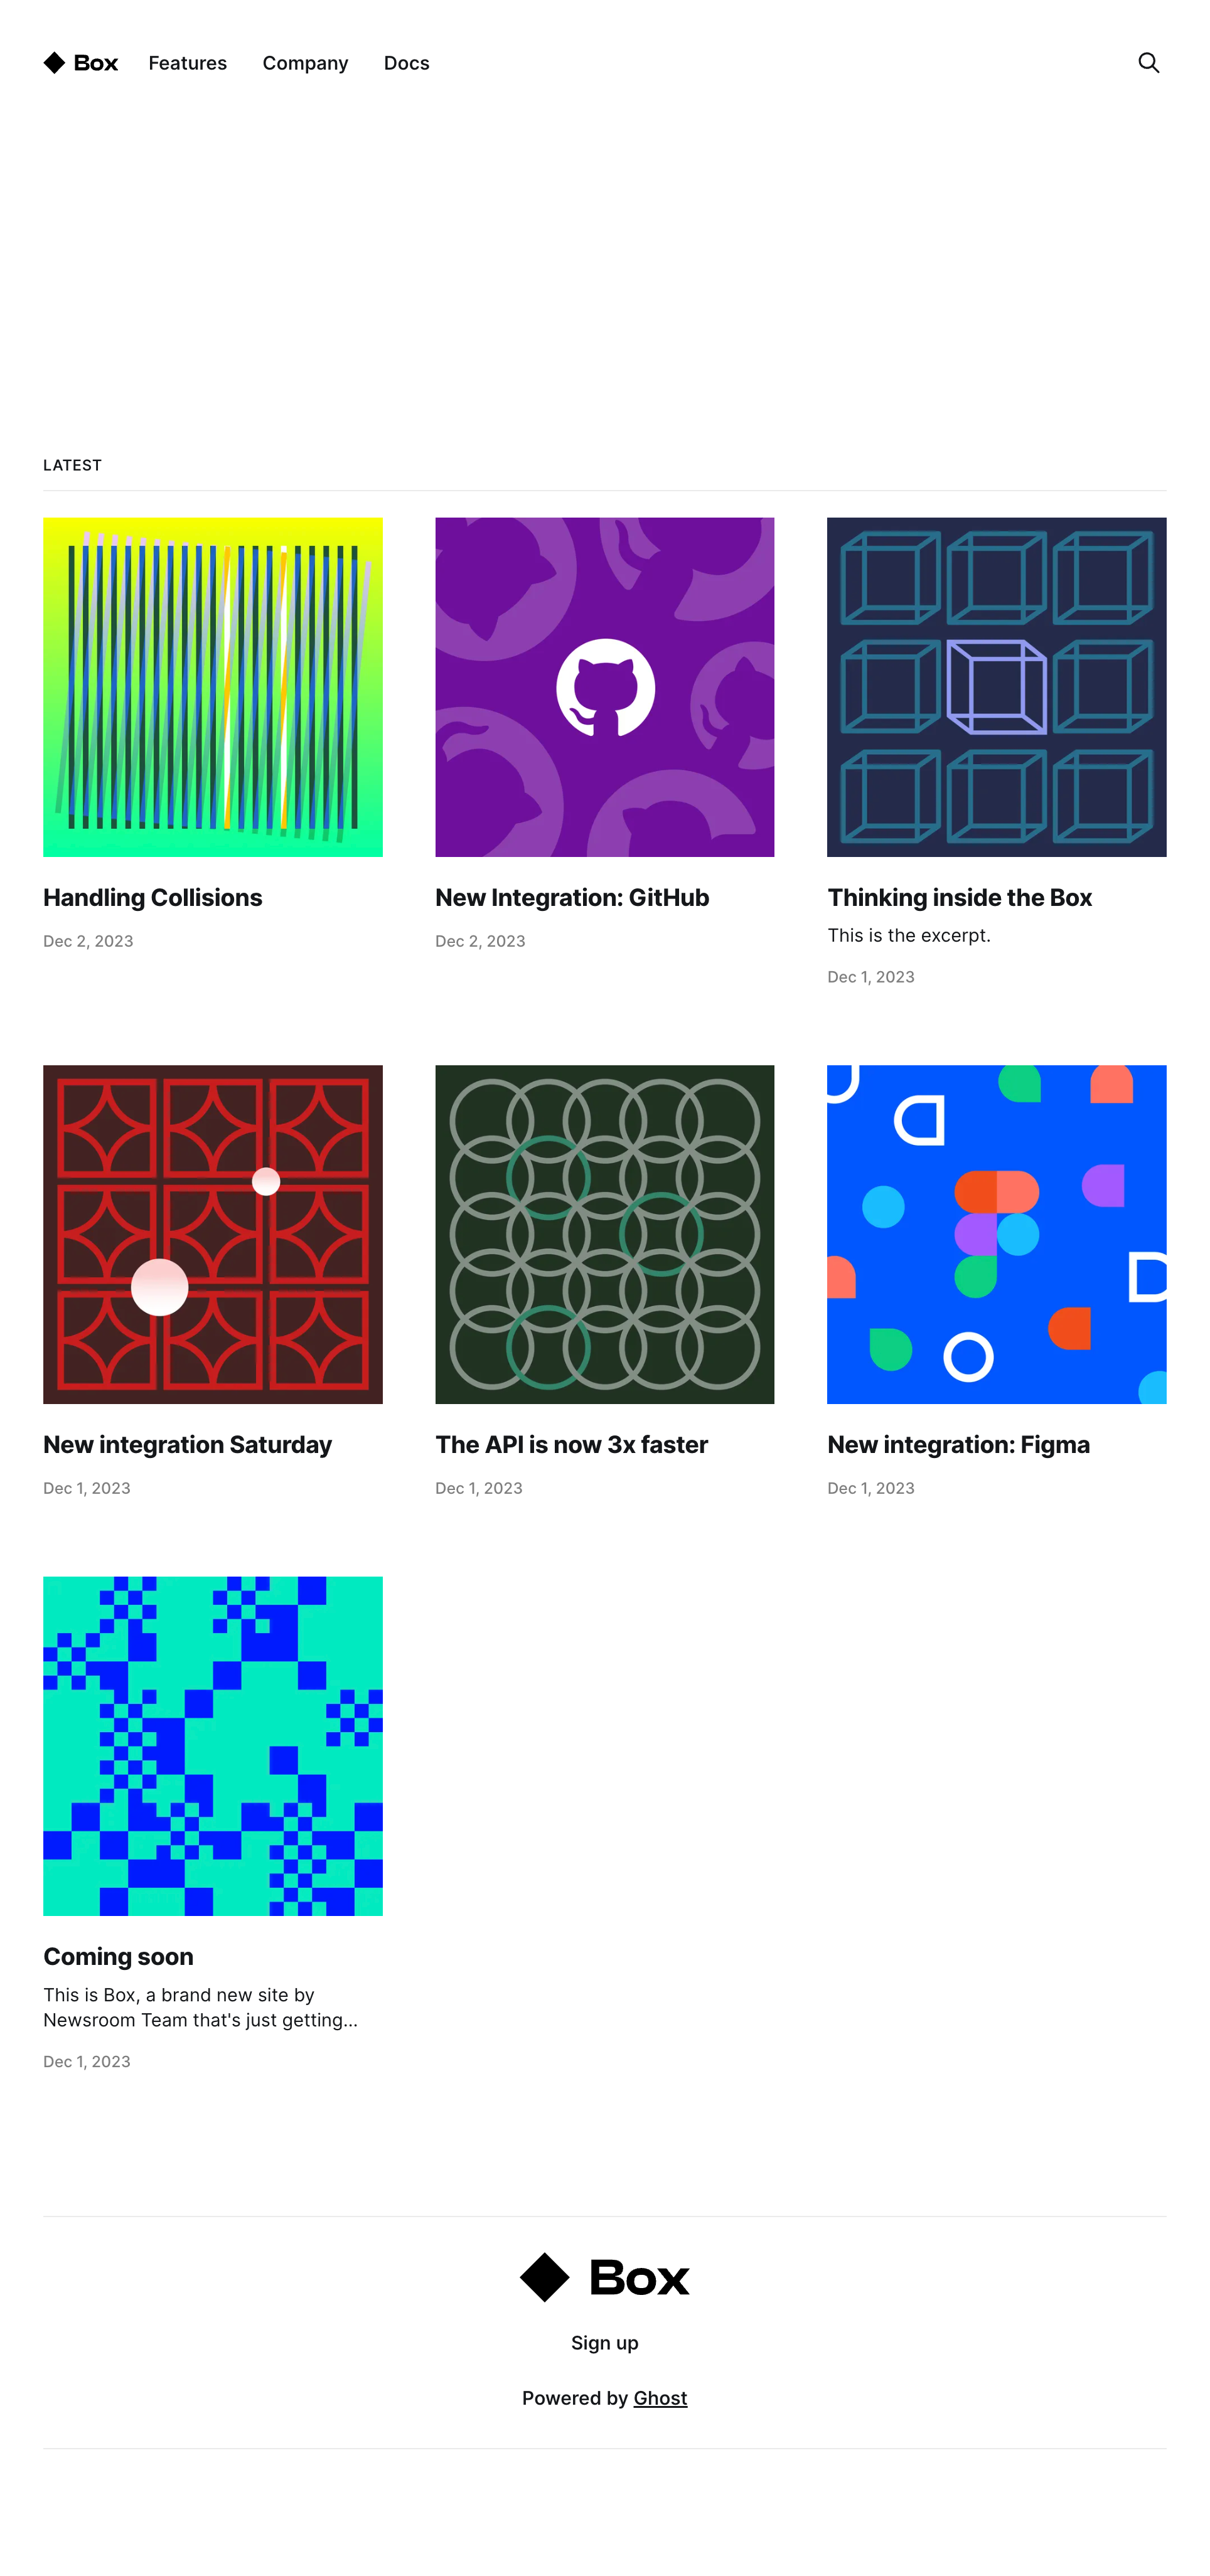 Box
Features
Company
Docs
LATEST
Handling Collisions
Dec 2, 2023
New Integration: GitHub
Dec 2, 2023
Thinking inside the Box
This is the excerpt.
Dec 1, 2023
New integration Saturday
Dec 1, 2023
The API is now 3x faster
Dec 1, 2023
New integration: Figma
Dec 1, 2023
Coming soon
This is Box, a brand new site by
Newsroom Team that's just getting...
Dec 1, 2023
Box
Sign up
Powered by Ghost